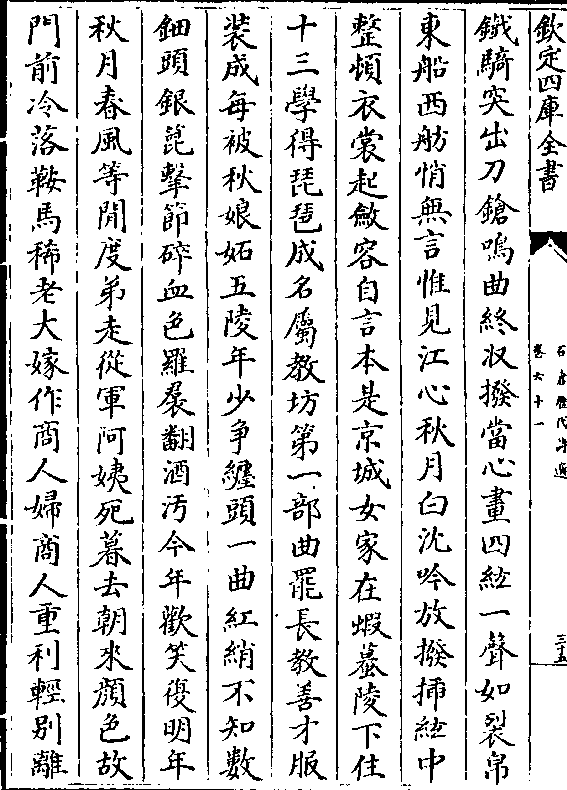 欽定四庫全書
石倉歷代詩選
卷六十一
三十五
鐵騎突出刀鎗鳴曲終収撥當心畫四絃一聲如裂帛
東船西舫悄無言惟見江心秋月白沈吟放撥揷絃中
整頓衣裳起斂容自言本是京城女家在蝦蟇陵下住
十三學得琵琶成名屬教坊第一部曲罷長教善才服
裝成每被秋娘妬五陵年少爭纏頭一曲紅綃不知數
鈿頭銀篦擊節碎血色羅裠翻酒汚今年歡笑復明年
秋月春風等閒度弟走從軍阿姨死暮去朝來顔色故
門前冷落鞍馬稀老大嫁作商人婦商人重利輕别離